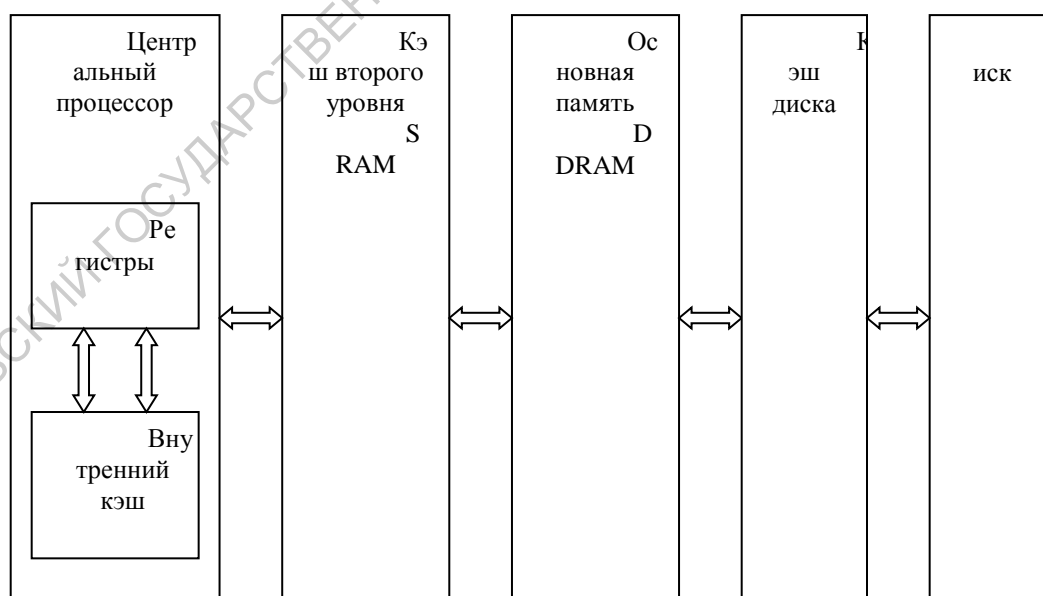 Центр
альный
процессор
Ре
гистры
Вну
тренний
кэш
Кэ
ш второго
уровня
S
RAM
Ос
новная
память
D
DRAM
К
эш
диска
иск